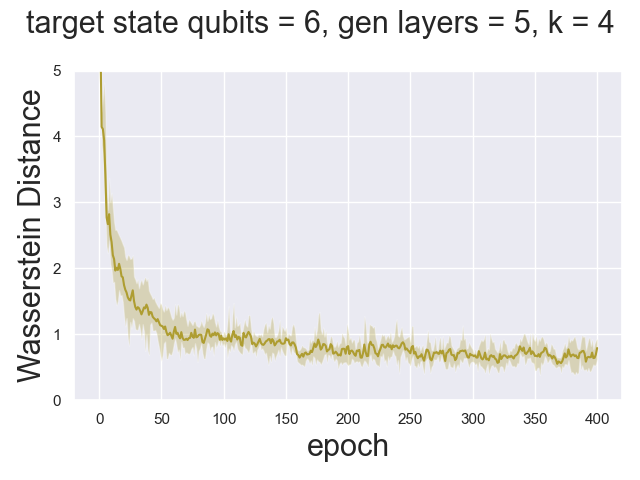 target state qubits = 6, gen layers = 5, k = 4
Wasserstein Distance
5
4
3
2
1
0
0 50 100 150 200 250 300 350 400
epoch